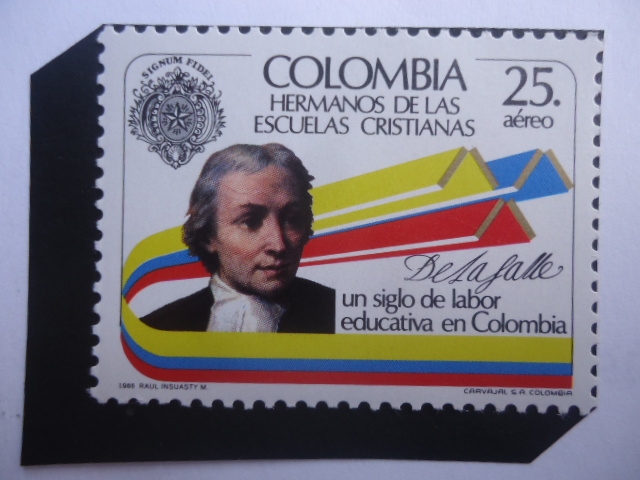 SIGNUM FIDEI
COLOMBIA
HERMANOS DE LAS
ESCUELAS CRISTIANAS
25.
aéreo
De La Salle
un siglo de labor
educativa en Colombia
1986 RAUL INSUASTY M.
CARVAJAL S.A. COLOMBIA